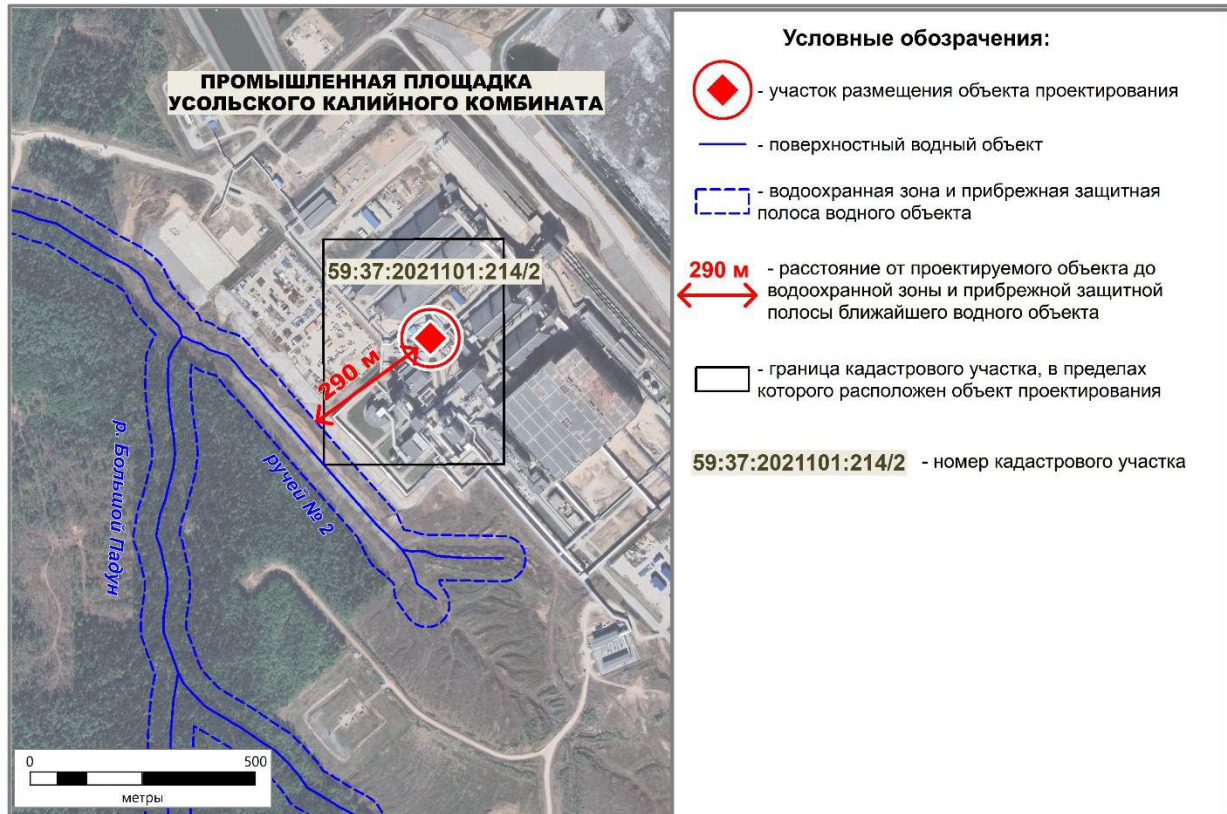 ПРОМЫШЛЕННАЯ ПЛОЩАДКА
УСОЛЬСКОГО КАЛИЙНОГО КОМБИНАТА
59:37:2021101:214/2
290 м
р. Большой Падун
ручей № 2
0 500
метры
Условные обозрачения:
- участок размещения объекта проектирования
- поверхностный водный объект
- водоохранная зона и прибрежная защитная
полоса водного объекта
290 м - расстояние от проектируемого объекта до
водоохранной зоны и прибрежной защитной
полосы ближайшего водного объекта
- граница кадастрового участка, в пределах
которого расположен объект проектирования
59:37:2021101:214/2 - номер кадастрового участка